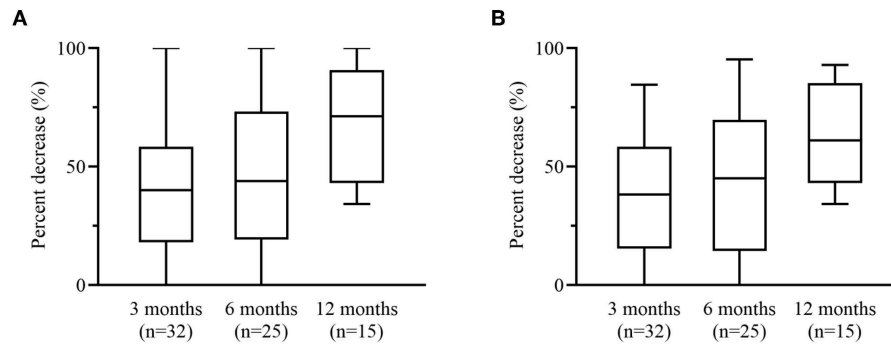 A
Percent decrease (%)
100
50
0
3 months
(n=32)
6 months
(n=25)
12 months
(n=15)
B
Percent decrease (%)
100
50
0
3 months
(n=32)
6 months
(n=25)
12 months
(n=15)